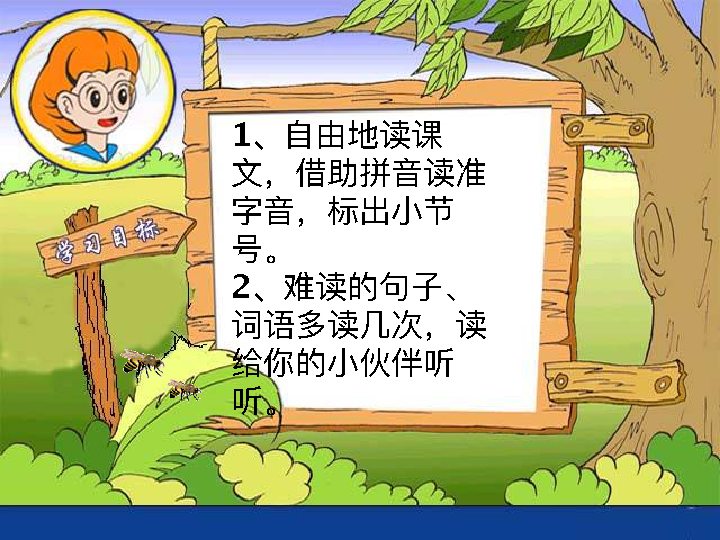 1、自由地读课
文，借助拼音读准
字音，标出小节
号。
2、难读的句子、
词语多读几次，读
给你的小伙伴听
听。
学习目标